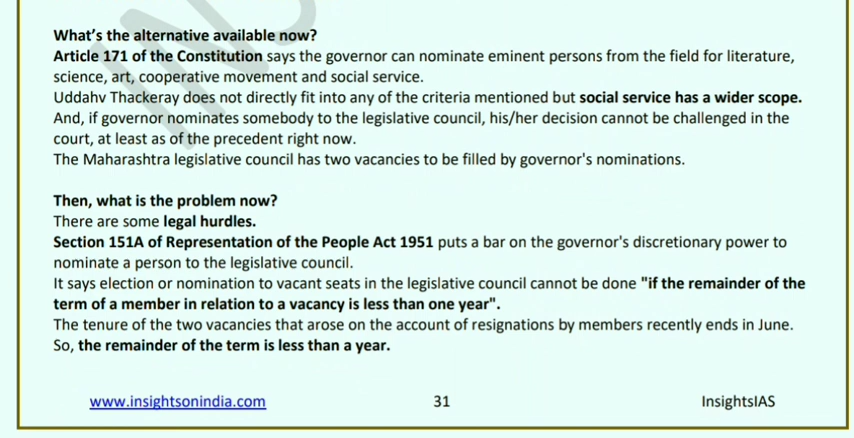 What's the alternative available now?
Article 171 of the Constitution says the governor can nominate eminent persons from the field for literature,
science, art, cooperative movement and social service.
Uddahv Thackeray does not directly fit into any of the criteria mentioned but social service has a wider scope.
And, if governor nominates somebody to the legislative council, his/her decision cannot be challenged in the
court, at least as of the precedent right now.
The Maharashtra legislative council has two vacancies to be filled by governor's nominations.
Then, what is the problem now?
There are some legal hurdles.
Section 151A of Representation of the People Act 1951 puts a bar on the governor's discretionary power to
nominate a person to the legislative council.
It says election or nomination to vacant seats in the legislative council cannot be done "if the remainder of the
term of a member in relation to a vacancy is less than one year".
The tenure of the two vacancies that arose on the account of resignations by members recently ends in June.
So, the remainder of the term is less than a year.
www.insightsonindia.com 31 InsightsIAS